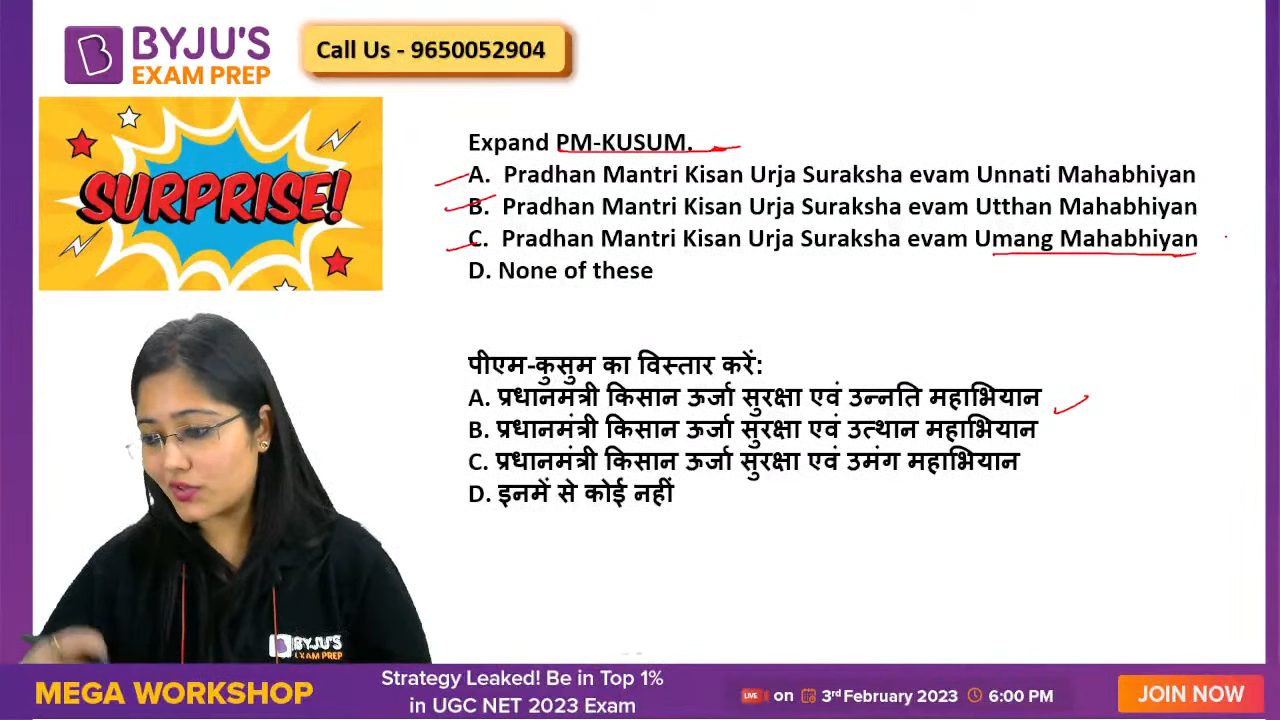 BYJU'S
EXAM PREP
Call Us - 9650052904
SURPRISE!
Expand PM-KUSUM.
A. Pradhan Mantri Kisan Urja Suraksha evam Unnati Mahabhiyan
B. Pradhan Mantri Kisan Urja Suraksha evam Utthan Mahabhiyan
C. Pradhan Mantri Kisan Urja Suraksha evam Umang Mahabhiyan
D. None of these
पीएम-कुसुम का विस्तार करें:
A. प्रधानमंत्री किसान ऊर्जा सुरक्षा एवं उन्नति महाभियान
B. प्रधानमंत्री किसान ऊर्जा सुरक्षा एवं उत्थान महाभियान
C. प्रधानमंत्री किसान ऊर्जा सुरक्षा एवं उमंग महाभियान
D. इनमें से कोई नहीं
BYJU'S
EXAM PREP
MEGA WORKSHOP
Strategy Leaked! Be in Top 1%
in UGC NET 2023 Exam
LIVE on 3rd February 2023 6:00 PM
JOIN NOW